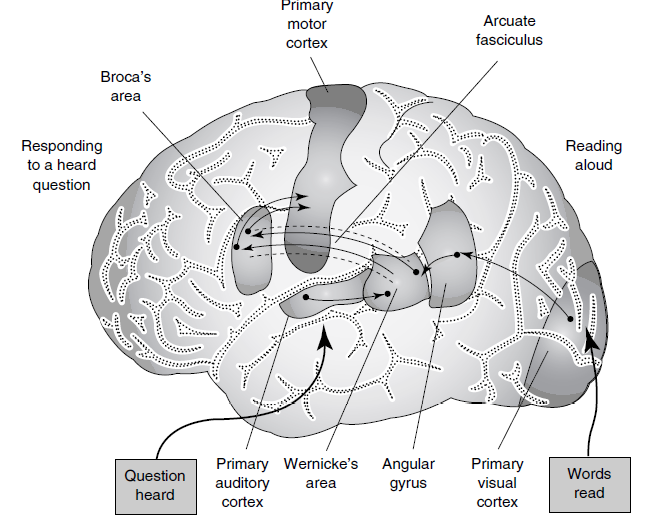 Primary
motor
cortex
Arcuate
fasciculus
Broca's
area
Responding
to a heard
question
Reading
aloud
Question
heard
Primary
auditory
cortex
Wernicke's
area
Angular
gyrus
Primary
visual
cortex
Words
read